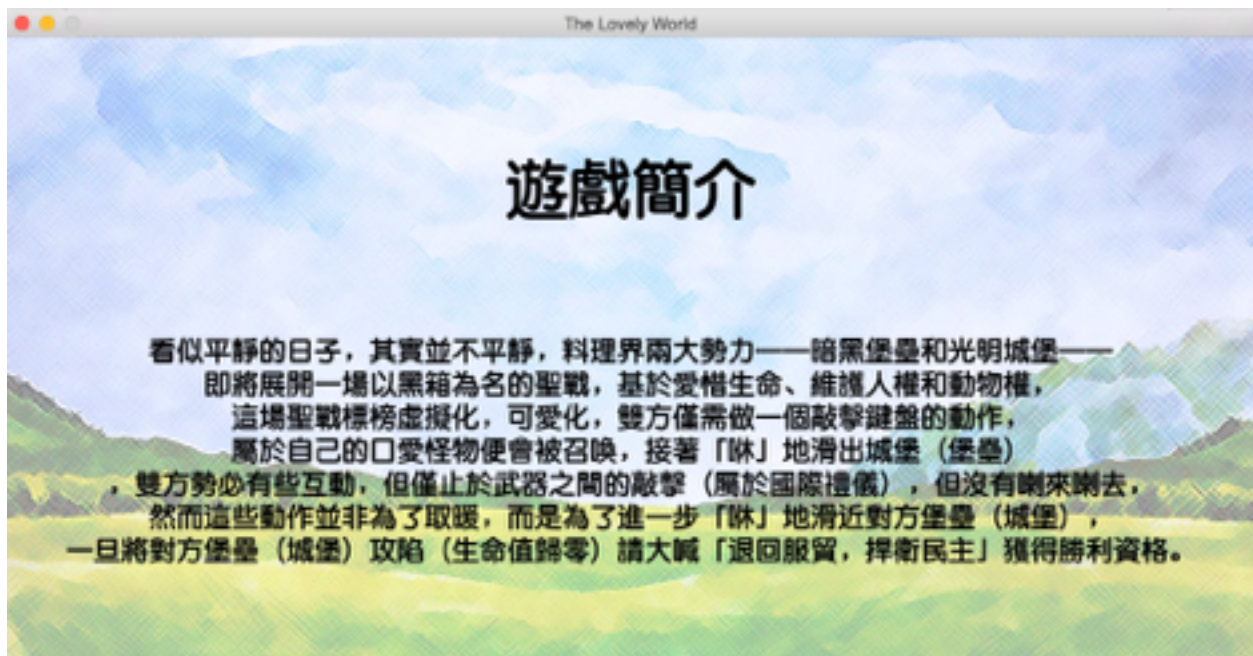 The Lovely World
遊戲簡介
看似平靜的日子，其實並不平靜，料理界兩大勢力——暗黑堡壘和光明城堡——
即將展開一場以黑箱為名的聖戰，基於愛惜生命、維護人權和動物權，
這場聖戰標榜虛擬化，可愛化，雙方僅需做一個敲擊鍵盤的動作，
屬於自己的口愛怪物便會被召喚，接著「咻」地滑出城堡（堡壘）
，雙方勢必有些互動，但僅止於武器之間的敲擊（屬於國際禮儀），但沒有喇來喇去，
然而這些動作並非為了取暖，而是為了進一步「咻」地滑近對方堡壘（城堡），
一旦將對方堡壘（城堡）攻陷（生命值歸零）請大喊「退回服貿，捍衛民主」獲得勝利資格。